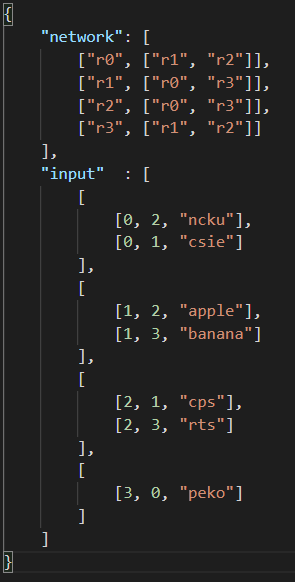 {
    "network": [
        ["r0", ["r1", "r2"]],
        ["r1", ["r0", "r3"]],
        ["r2", ["r0", "r3"]],
        ["r3", ["r1", "r2"]]
    ],
    "input"  : [
        [
            [0, 2, "ncku"],
            [0, 1, "csie"]
        ],
        [
            [1, 2, "apple"],
            [1, 3, "banana"]
        ],
        [
            [2, 1, "cps"],
            [2, 3, "rts"]
        ],
        [
            [3, 0, "peko"]
        ]
    ]
}